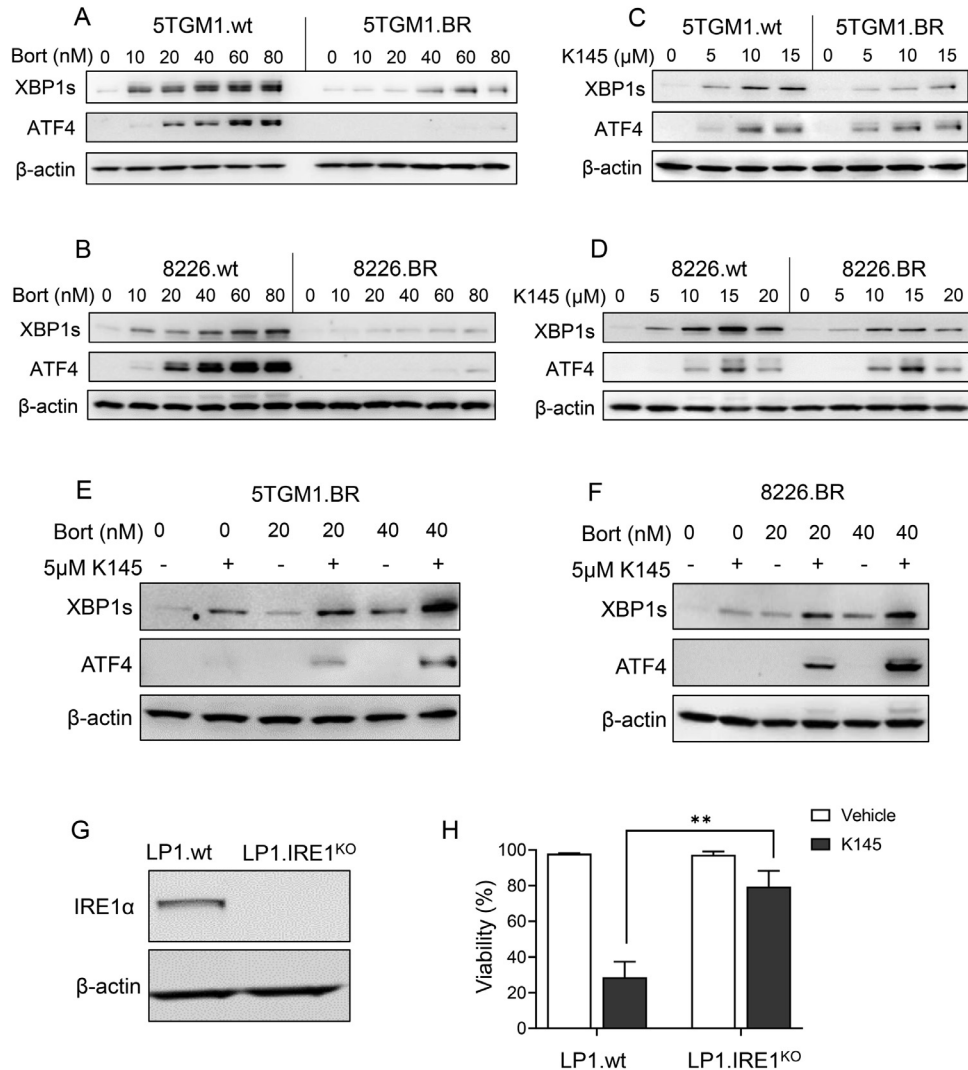 A
5TGM1.wt 5TGM1.BR
Bort (nM) 0 10 20 40 60 80 0 10 20 40 60 80
XBP1s
ATF4
β-actin
C
5TGM1.wt 5TGM1.BR
K145 (µM) 0 5 10 15 0 5 10 15
XBP1s
ATF4
β-actin
B
8226.wt 8226.BR
Bort (nM) 0 10 20 40 60 80 0 10 20 40 60 80
XBP1s
ATF4
β-actin
D
8226.wt 8226.BR
K145 (µM) 0 5 10 15 20 0 5 10 15 20
XBP1s
ATF4
β-actin
E
5TGM1.BR
Bort (nM) 0 0 20 20 40 40
5µM K145 - + - + - +
XBP1s
ATF4
β-actin
F
8226.BR
Bort (nM) 0 0 20 20 40 40
5µM K145 - + - + - +
XBP1s
ATF4
β-actin
G
LP1.wt LP1.IRE1KO
IRE1α
β-actin
H
Vehicle
K145
**
Viability (%)
100
80
60
40
20
0
LP1.wt LP1.IRE1KO